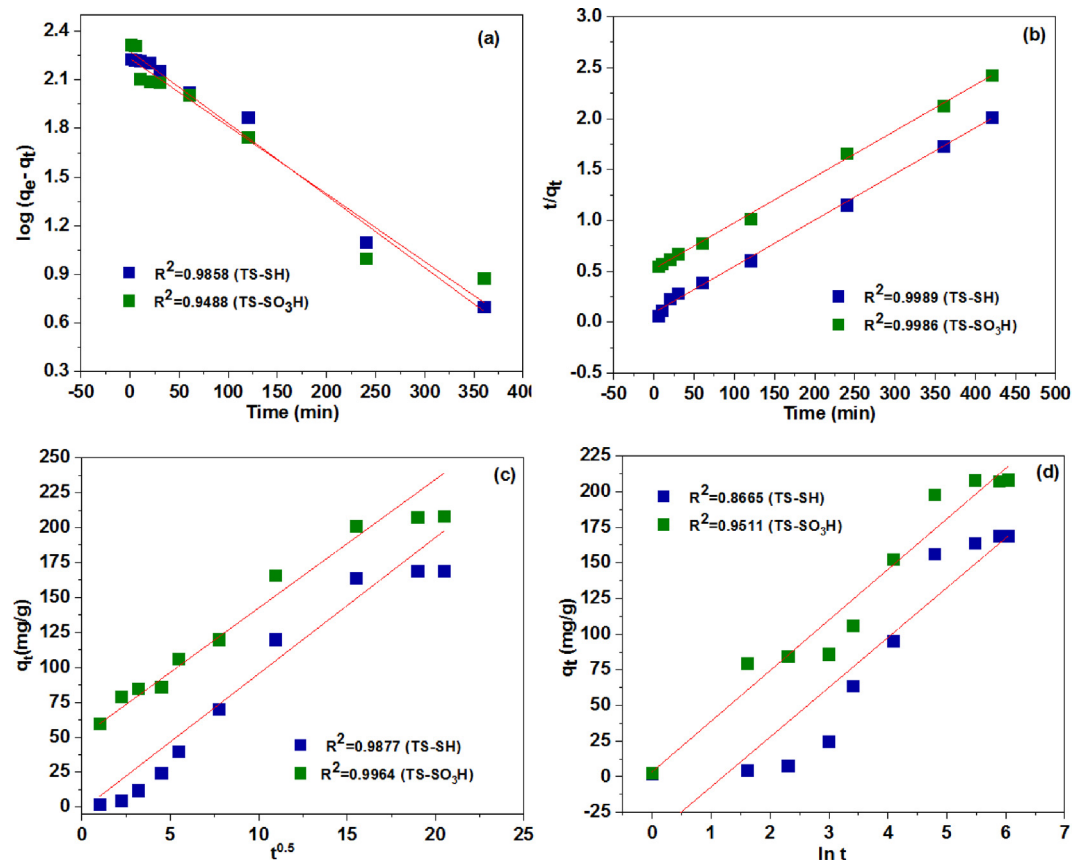 (a)
2.4
2.1
1.8
1.5
1.2
0.9
0.6
0.3
log (qe- qt)
R2=0.9858 (TS-SH)
R2=0.9488 (TS-SO3H)
-50 0 50 100 150 200 250 300 350 400
Time (min)
(b)
3.0
2.5
2.0
1.5
1.0
0.5
0.0
-0.5
t/qt
R2=0.9989 (TS-SH)
R2=0.9986 (TS-SO3H)
-50 0 50 100 150 200 250 300 350 400 450 500
Time (min)
(c)
250
225
200
175
150
125
100
75
50
25
0
qt(mg/g)
R2=0.9877 (TS-SH)
R2=0.9964 (TS-SO3H)
0 5 10 15 20 25
t0.5
(d)
225
200
175
150
125
100
75
50
25
0
-25
qt (mg/g)
R2=0.8665 (TS-SH)
R2=0.9511 (TS-SO3H)
-1 0 1 2 3 4 5 6 7
ln t